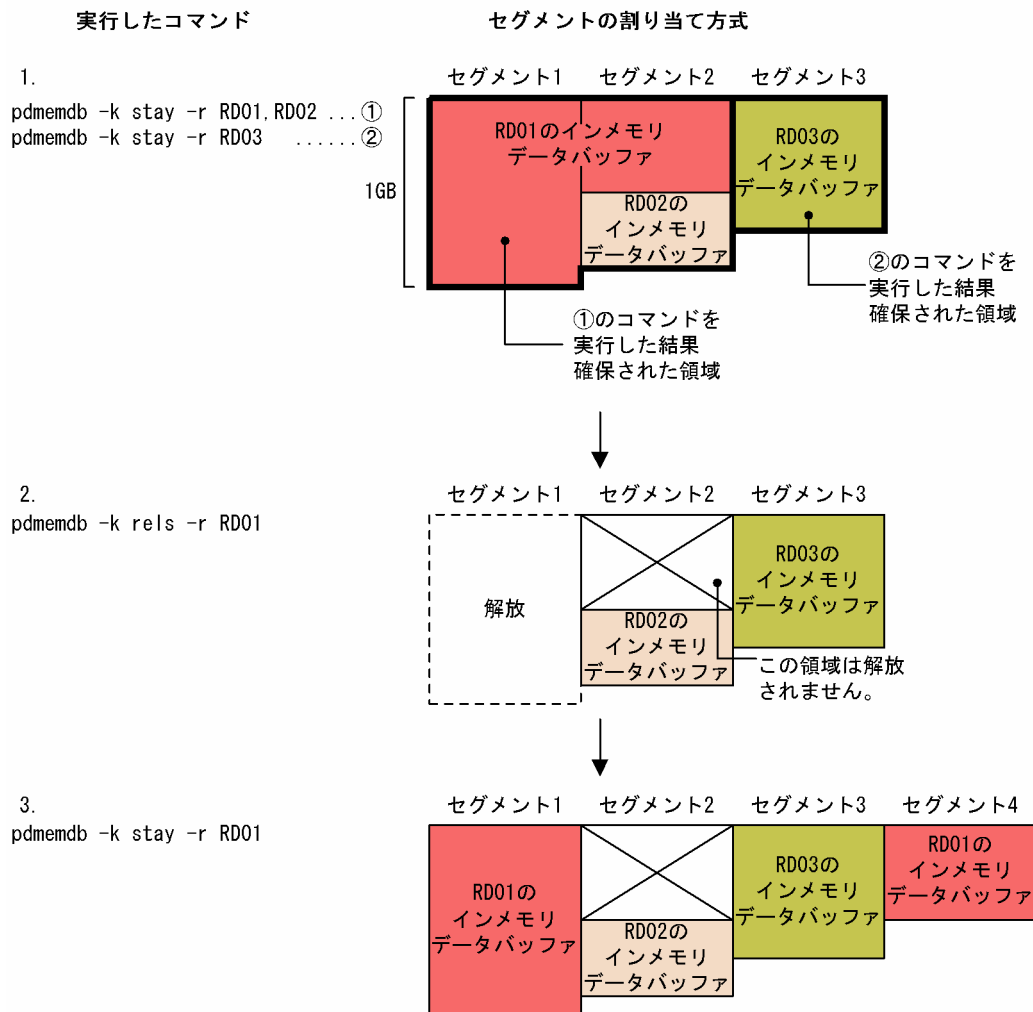 実行したコマンド
セグメントの割り当て方式
1.
pdmemdb -k stay -r RD01,RD02 ...①
pdmemdb -k stay -r RD03 ......②
セグメント1
セグメント2
セグメント3
1GB
RD01のインメモリ
データバッファ
RD02の
インメモリ
データバッファ
RD03の
インメモリ
データバッファ
①のコマンドを
実行した結果
確保された領域
②のコマンドを
実行した結果
確保された領域
2.
pdmemdb -k rels -r RD01
セグメント1
セグメント2
セグメント3
解放
RD02の
インメモリ
データバッファ
RD03の
インメモリ
データバッファ
この領域は解放
されません。
3.
pdmemdb -k stay -r RD01
セグメント1
セグメント2
セグメント3
セグメント4
RD01の
インメモリ
データバッファ
RD02の
インメモリ
データバッファ
RD03の
インメモリ
データバッファ
RD01の
インメモリ
データバッファ